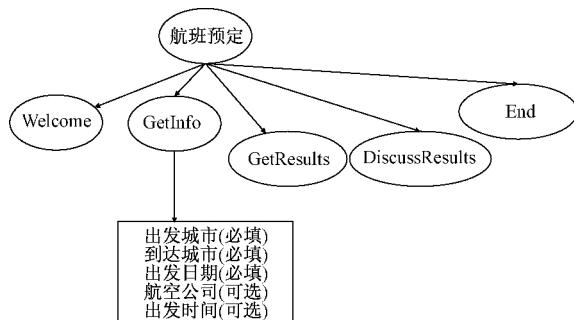 航班预定
Welcome
GetInfo
End
GetResults
DiscussResults
出发城市(必填)
到达城市(必填)
出发日期(必填)
航空公司(可选)
出发时间(可选)